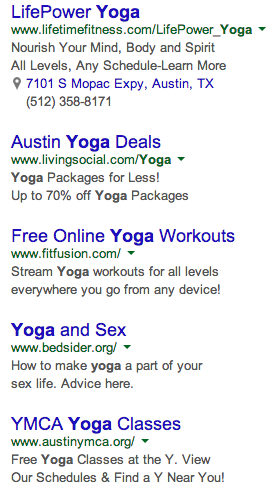 LifePower Yoga
www.lifetimefitness.com/LifePower_Yoga
Nourish Your Mind, Body and Spirit
All Levels, Any Schedule-Learn More
7101 S Mopac Expy, Austin, TX
(512) 358-8171
Austin Yoga Deals
www.livingsocial.com/Yoga
Yoga Packages for Less!
Up to 70% off Yoga Packages
Free Online Yoga Workouts
www.fitfusion.com/
Stream Yoga workouts for all levels
everywhere you go from any device!
Yoga and Sex
www.bedsider.org/
How to make yoga a part of your
sex life. Advice here.
YMCA Yoga Classes
www.austinymca.org/
Free Yoga Classes at the Y. View
Our Schedules & Find a Y Near You!